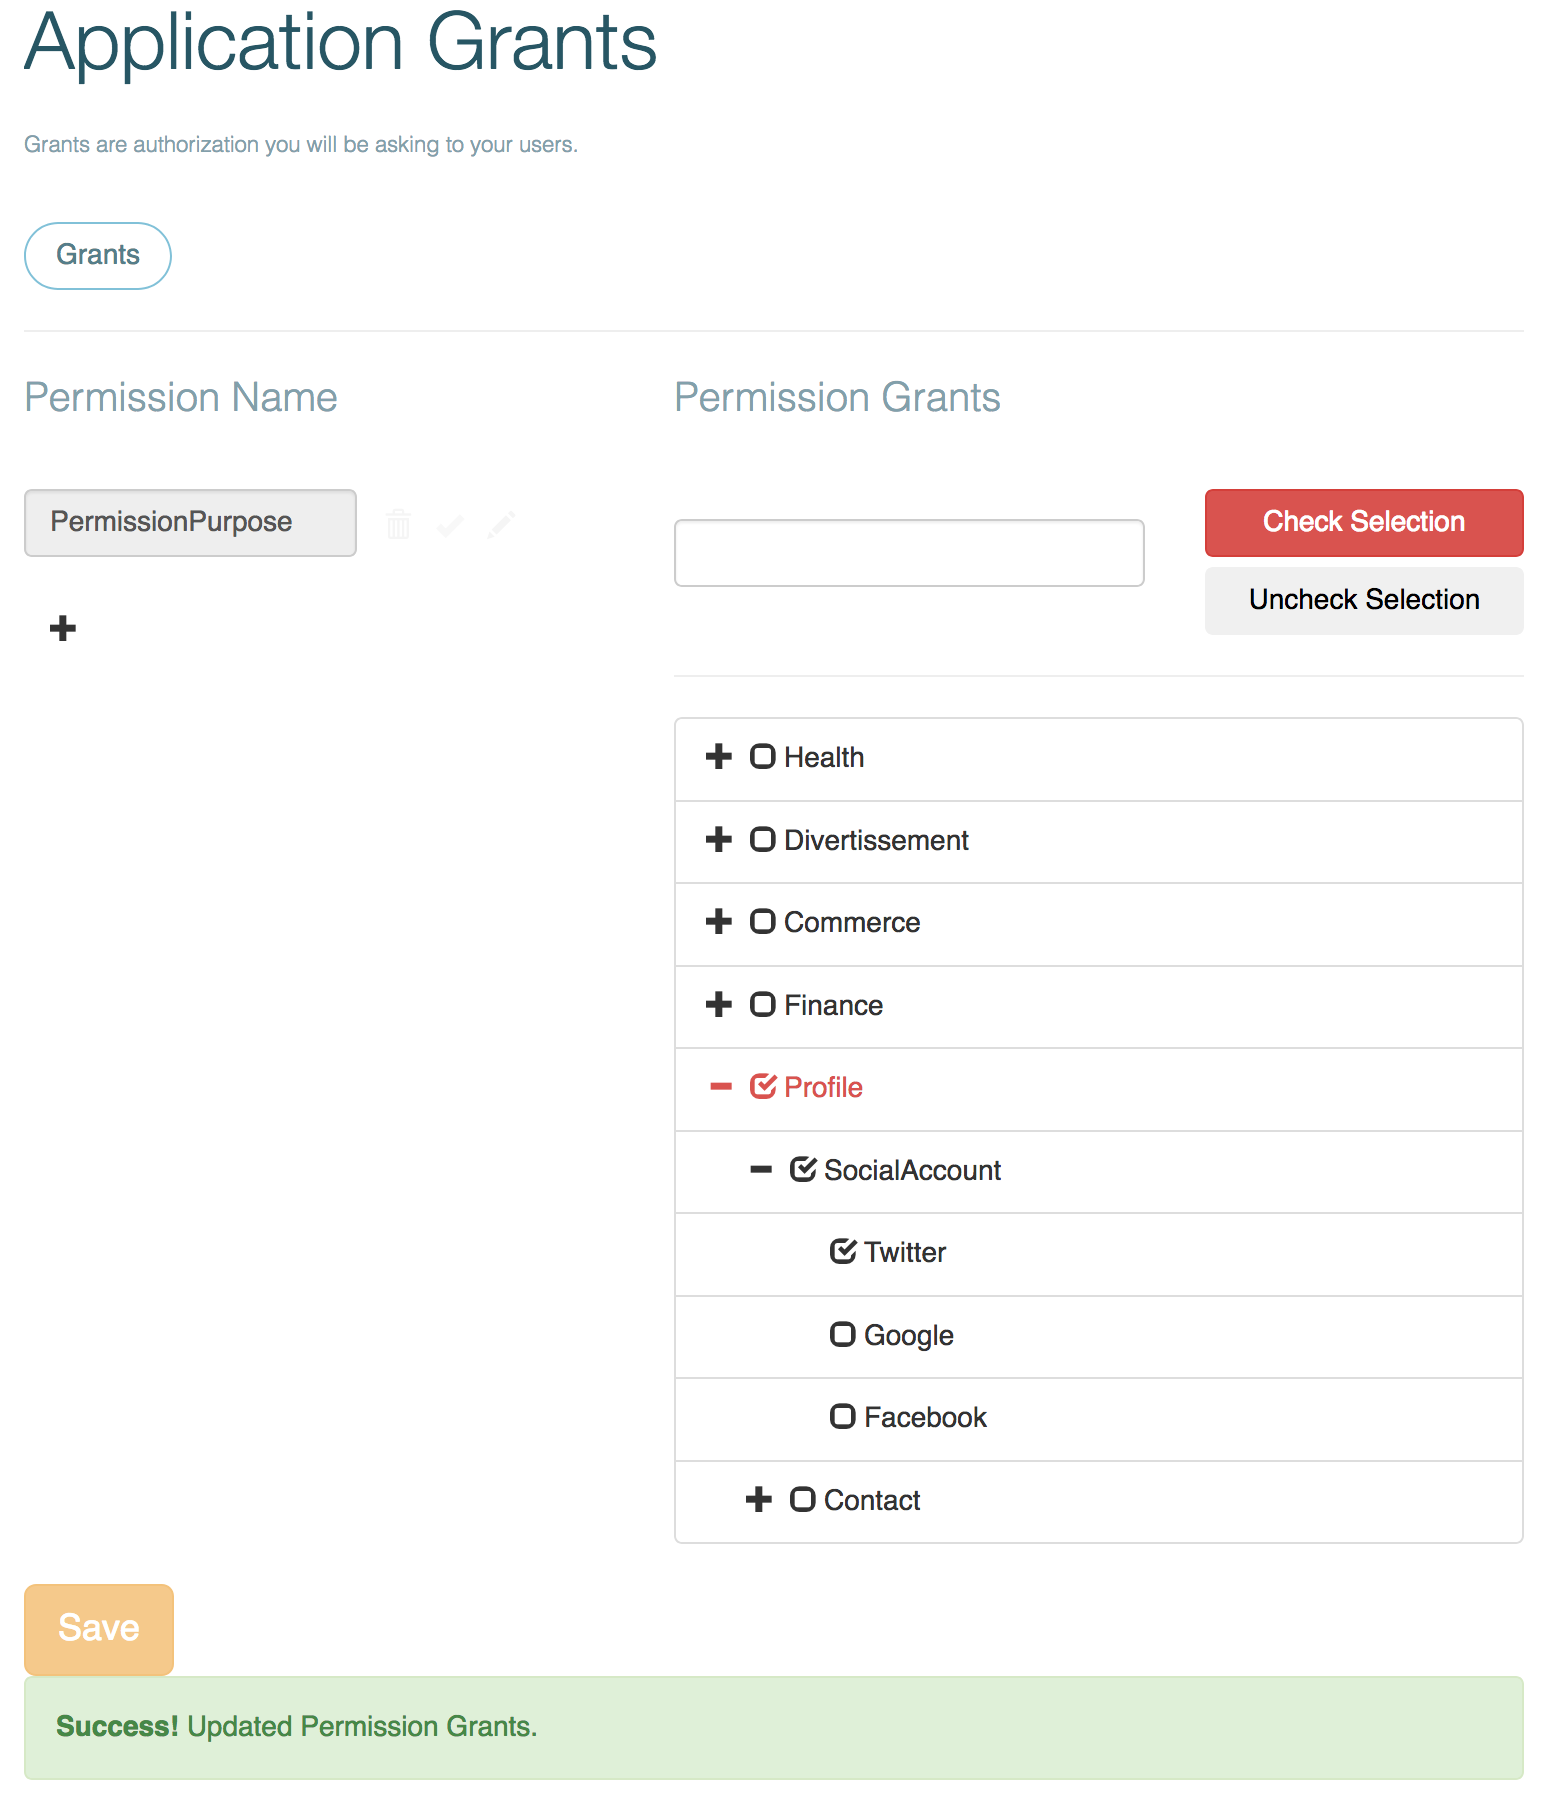 Application Grants
Grants are authorization you will be asking to your users.
Grants
Permission Name
Permission Grants
PermissionPurpose
Check Selection
Uncheck Selection
Health
Divertissement
Commerce
Finance
Profile
SocialAccount
Twitter
Google
Facebook
Contact
Save
Success! Updated Permission Grants.